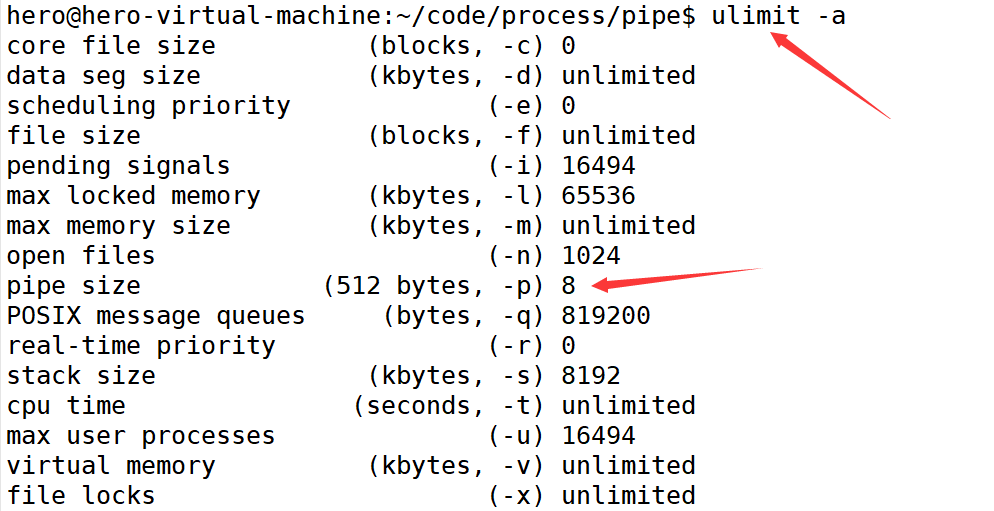 hero@hero-virtual-machine:~/code/process/pipe$ ulimit -a
core file size          (blocks, -c) 0
data seg size           (kbytes, -d) unlimited
scheduling priority             (-e) 0
file size               (blocks, -f) unlimited
pending signals                 (-i) 16494
max locked memory       (kbytes, -l) 65536
max memory size         (kbytes, -m) unlimited
open files                      (-n) 1024
pipe size            (512 bytes, -p) 8
POSIX message queues     (bytes, -q) 819200
real-time priority              (-r) 0
stack size              (kbytes, -s) 8192
cpu time               (seconds, -t) unlimited
max user processes              (-u) 16494
virtual memory          (kbytes, -v) unlimited
file locks                      (-x) unlimited